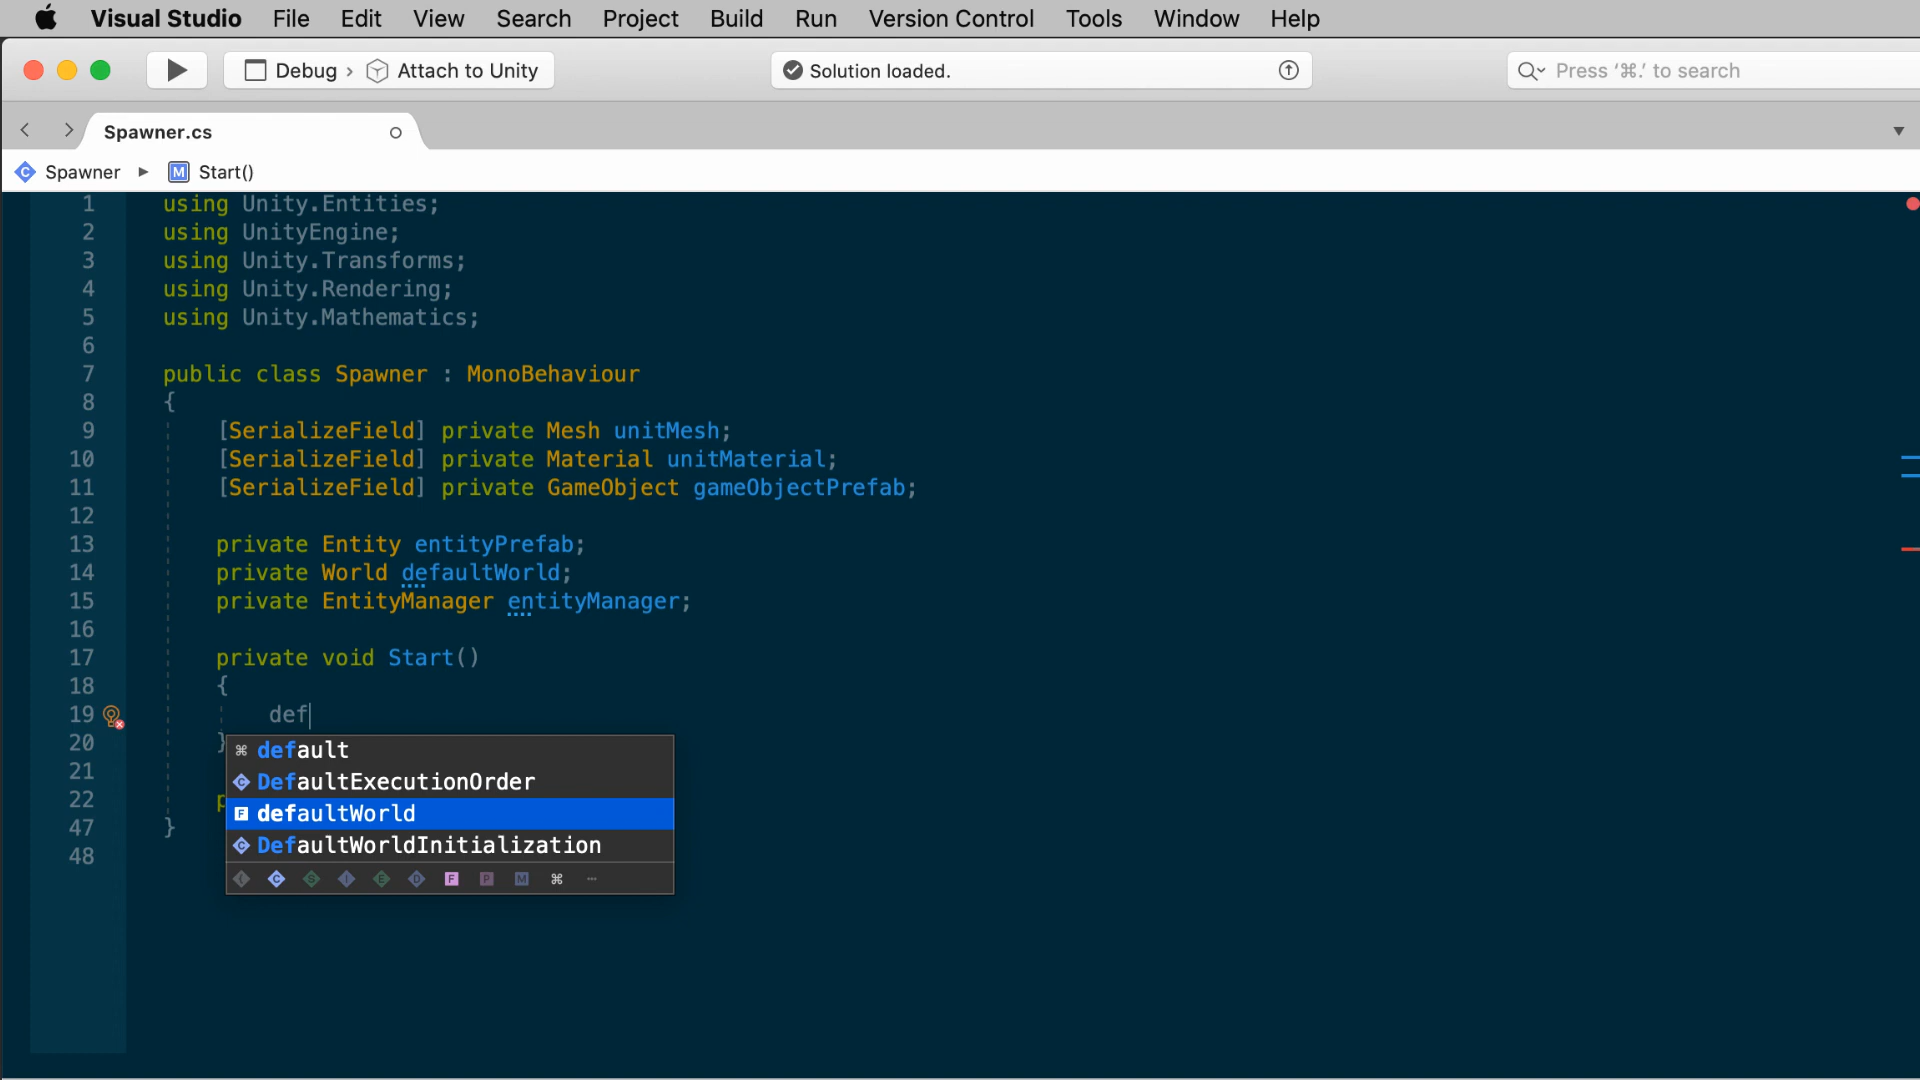 Visual Studio File Edit View Search Project Build Run Version Control Tools Window Help
Debug › Attach to Unity Solution loaded. Press ‘⌘.’ to search
Spawner.cs
C Spawner ▸ M Start()
1 using Unity.Entities;
2 using UnityEngine;
3 using Unity.Transforms;
4 using Unity.Rendering;
5 using Unity.Mathematics;
6
7 public class Spawner : MonoBehaviour
8 {
9 [SerializeField] private Mesh unitMesh;
10 [SerializeField] private Material unitMaterial;
11 [SerializeField] private GameObject gameObjectPrefab;
12
13 private Entity entityPrefab;
14 private World defaultWorld;
15 private EntityManager entityManager;
16
17 private void Start()
18 {
19 def
20 }
⌘ default
21
C DefaultExecutionOrder
22 p
F defaultWorld
47 }
C DefaultWorldInitialization
48
C S I E D F P M ⌘ ···